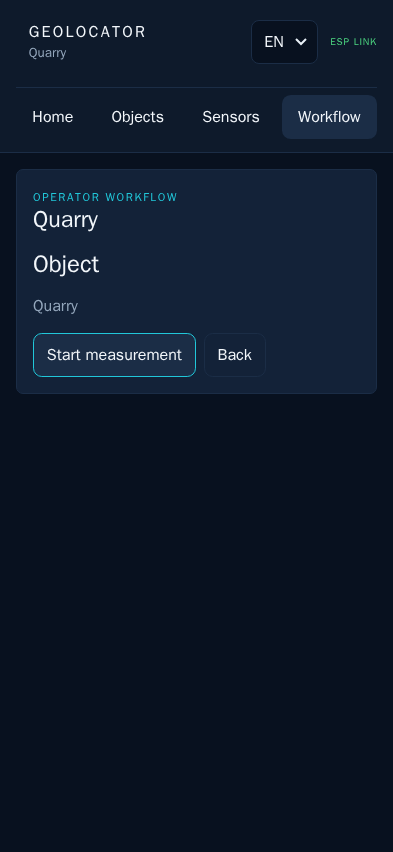 GEOLOCATOR
Quarry
EN
ESP LINK
Home
Objects
Sensors
Workflow
OPERATOR WORKFLOW
Quarry
Object
Quarry
Start measurement
Back